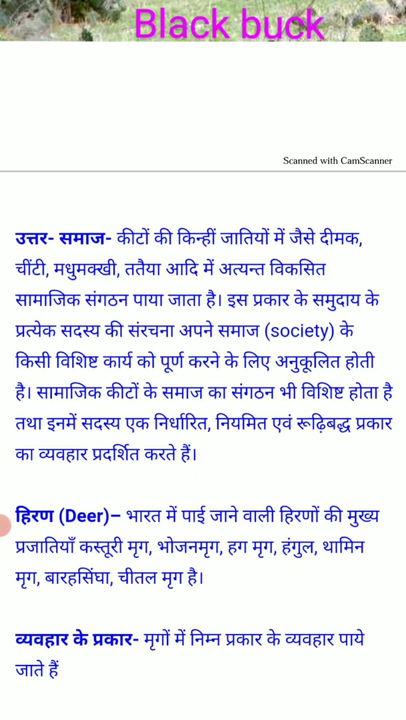 Black buck
Scanned with CamScanner
उत्तर- समाज- कीटों की किन्हीं जातियों में जैसे दीमक,
चींटी, मधुमक्खी, ततैया आदि में अत्यन्त विकसित
सामाजिक संगठन पाया जाता है। इस प्रकार के समुदाय के
प्रत्येक सदस्य की संरचना अपने समाज (society) के
किसी विशिष्ट कार्य को पूर्ण करने के लिए अनुकूलित होती
है। सामाजिक कीटों के समाज का संगठन भी विशिष्ट होता है
तथा इनमें सदस्य एक निर्धारित, नियमित एवं रूढ़िबद्ध प्रकार
का व्यवहार प्रदर्शित करते हैं।
हिरण (Deer)– भारत में पाई जाने वाली हिरणों की मुख्य
प्रजातियाँ कस्तूरी मृग, भोजनमृग, हग मृग, हंगुल, थामिन
मृग, बारहसिंघा, चीतल मृग है।
व्यवहार के प्रकार- मृगों में निम्न प्रकार के व्यवहार पाये
जाते हैं